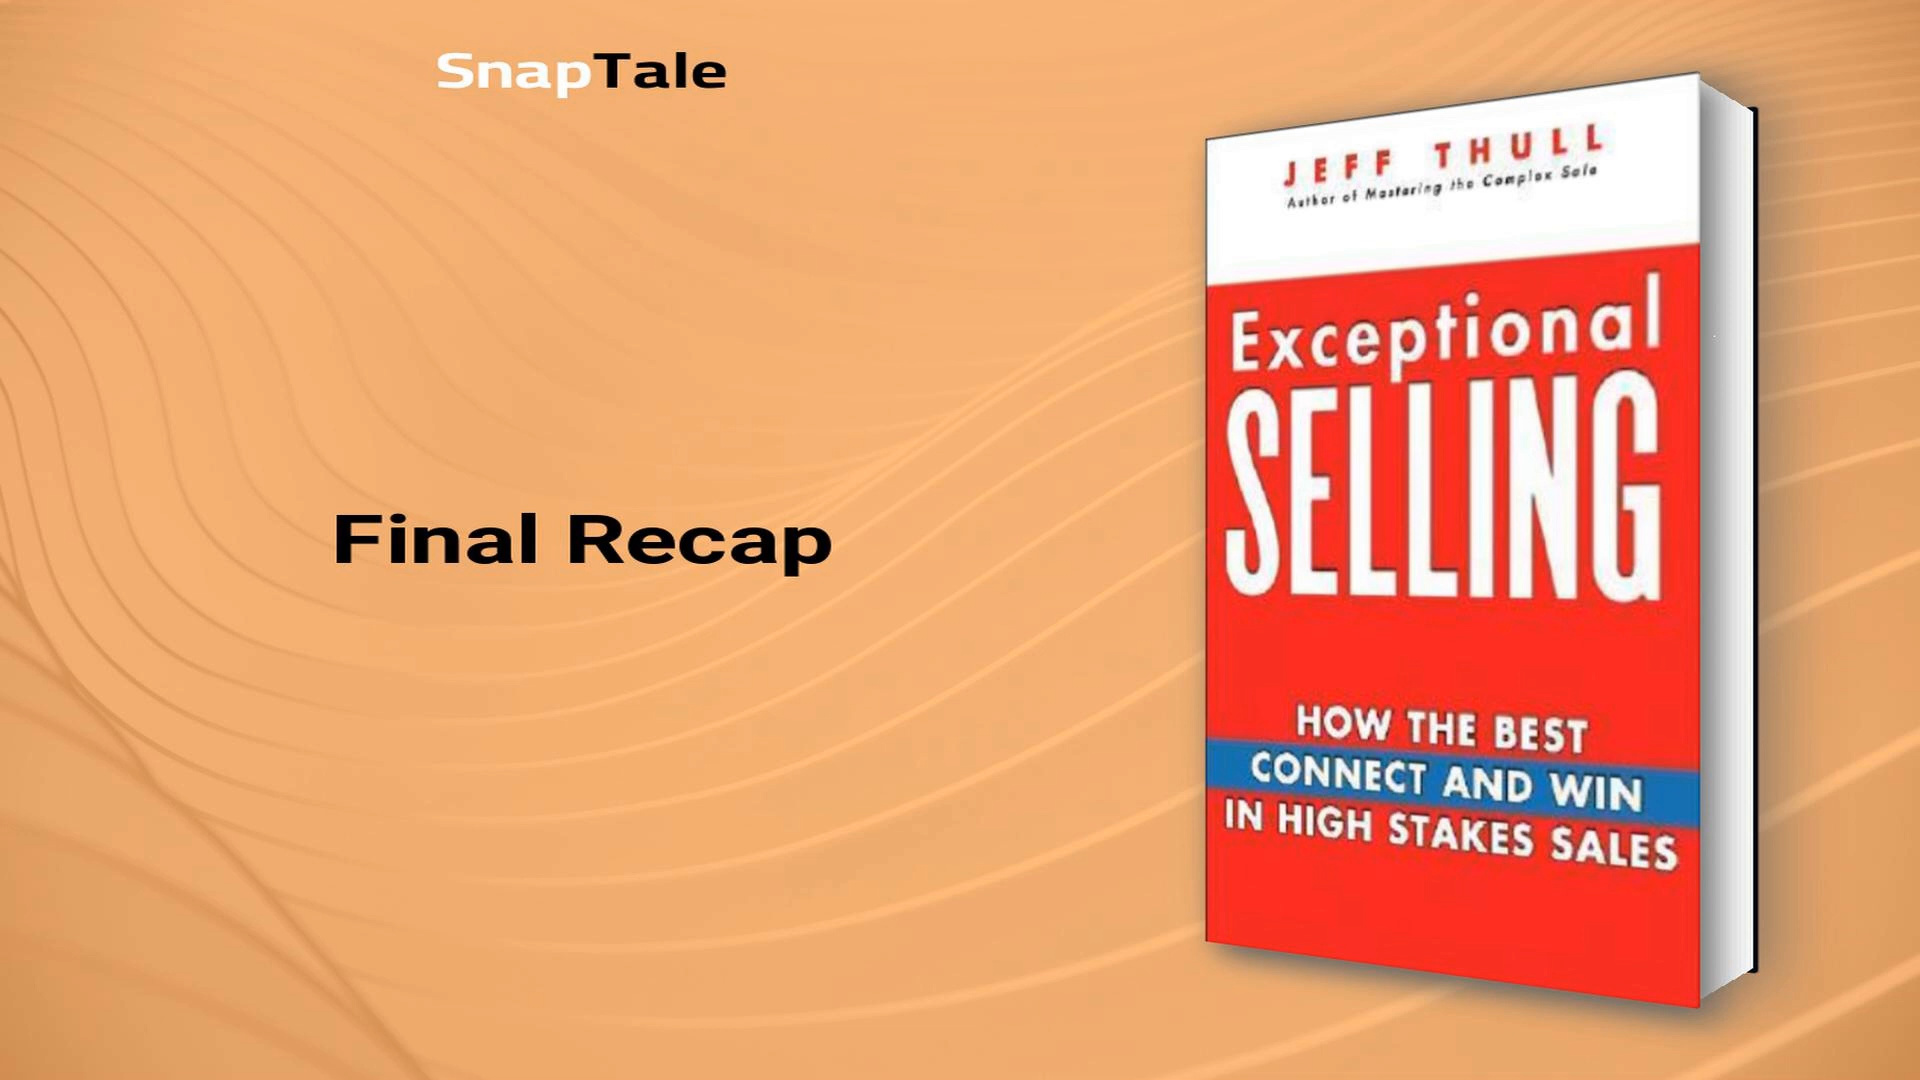 SnapTale
Final Recap
JEFF THULL
Author of Mastering the Complex Sale
Exceptional
SELLING
HOW THE BEST
CONNECT AND WIN
IN HIGH STAKES SALES